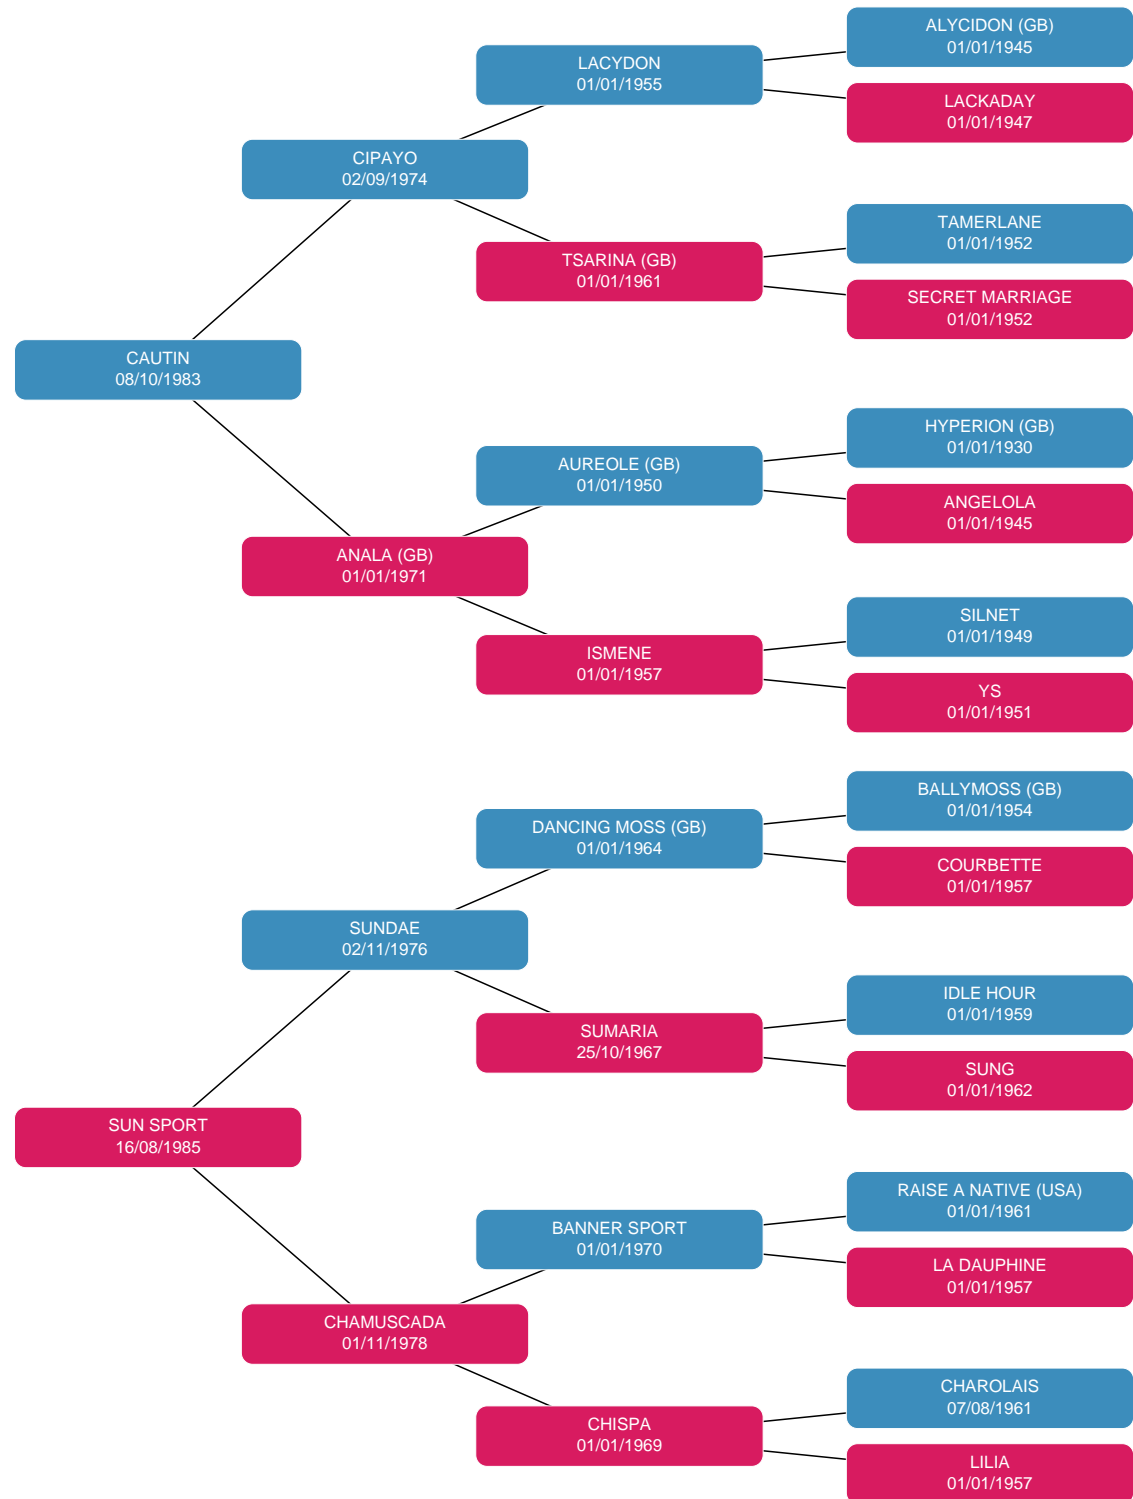 ALYCIDON (GB)
01/01/1945
LACYDON
01/01/1955
LACKADAY
01/01/1947
CIPAYO
02/09/1974
TAMERLANE
01/01/1952
TSARINA (GB)
01/01/1961
SECRET MARRIAGE
01/01/1952
CAUTIN
08/10/1983
HYPERION (GB)
01/01/1930
AUREOLE (GB)
01/01/1950
ANGELOLA
01/01/1945
ANALA (GB)
01/01/1971
SILNET
01/01/1949
ISMENE
01/01/1957
YS
01/01/1951
BALLYMOSS (GB)
01/01/1954
DANCING MOSS (GB)
01/01/1964
COURBETTE
01/01/1957
SUNDAE
02/11/1976
IDLE HOUR
01/01/1959
SUMARIA
25/10/1967
SUNG
01/01/1962
SUN SPORT
16/08/1985
RAISE A NATIVE (USA)
01/01/1961
BANNER SPORT
01/01/1970
LA DAUPHINE
01/01/1957
CHAMUSCADA
01/11/1978
CHAROLAIS
07/08/1961
CHISPA
01/01/1969
LILIA
01/01/1957